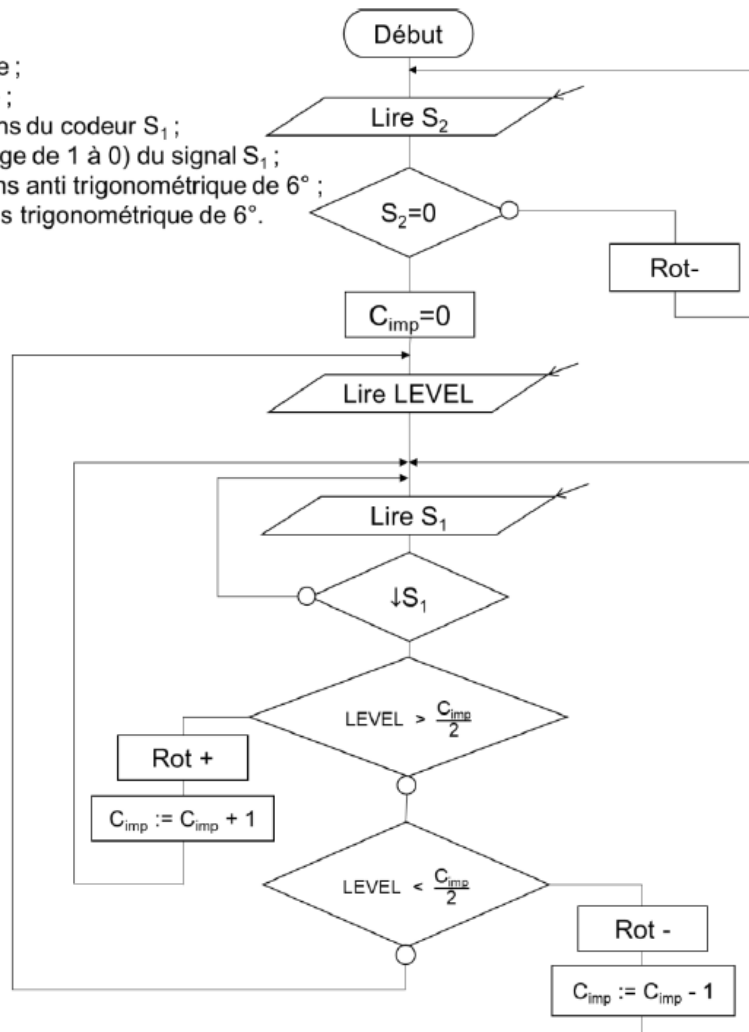 Début
e ;
;
ns du codeur S₁ ;
ge de 1 à 0) du signal S₁ ;
ns anti trigonométrique de 6° ;
s trigonométrique de 6°.
Lire S₂
S₂=0
Rot-
C_imp=0
Lire LEVEL
Lire S₁
↓S₁
LEVEL > C_imp/2
Rot +
C_imp := C_imp + 1
LEVEL < C_imp/2
Rot -
C_imp := C_imp - 1